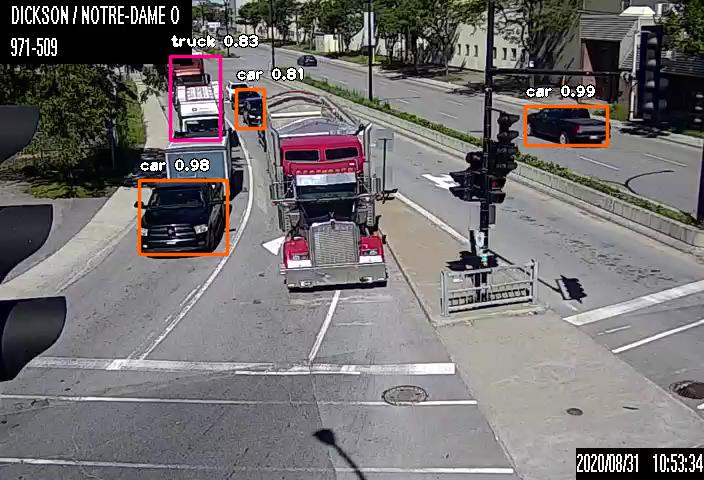 DICKSON / NOTRE-DAME O
971-509
truck 0.83
car 0.81
car 0.99
car 0.98
2020/08/31 10:53:34